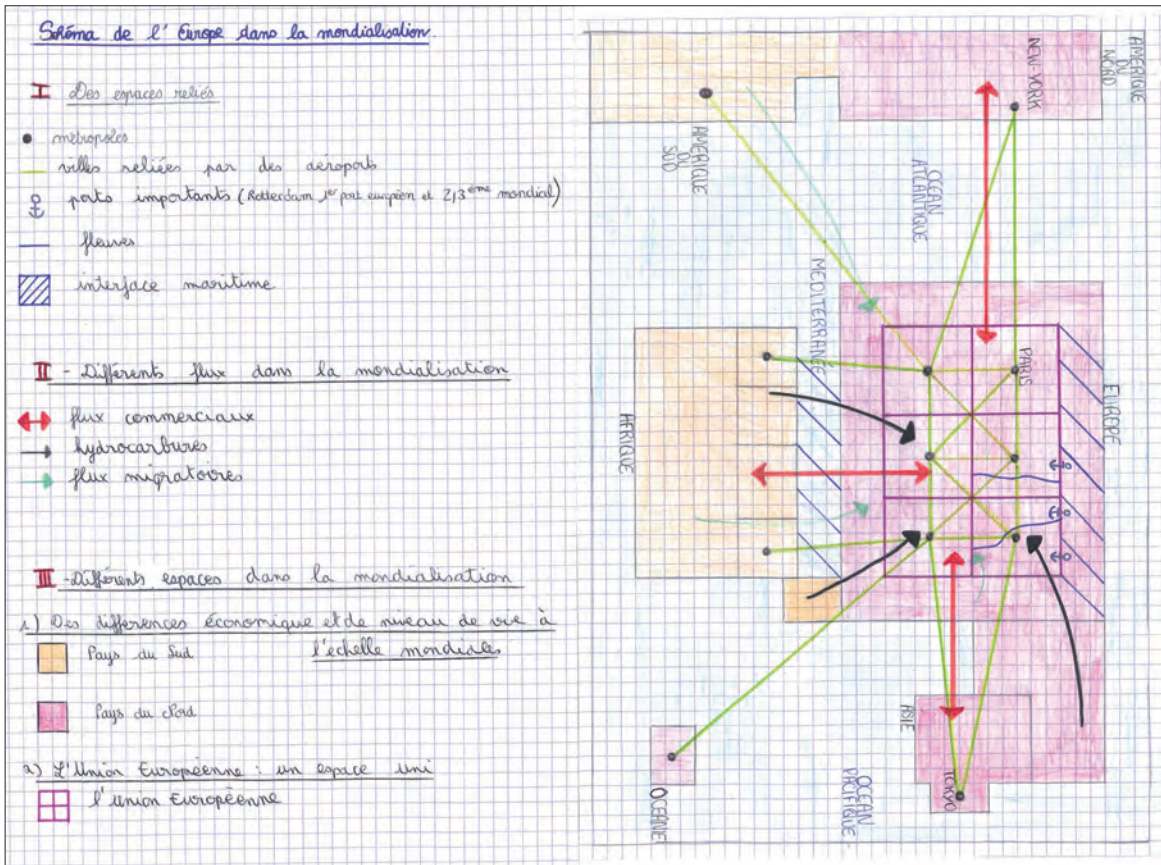 Schéma de l'Europe dans la mondialisation.
I Des espaces reliés
métropoles
villes reliées par des aéroports
ports importants (Rotterdam 1er port européen et 2/3ème mondial)
fleuves
interface maritime
II - Différents flux dans la mondialisation
flux commerciaux
hydrocarbures
flux migratoires
III - Différents espaces dans la mondialisation
1) Des différences économique et de niveau de vie à
l'échelle mondiales
Pays du Sud
Pays du Nord
2) L'Union Européenne : un espace uni
l'union Européenne
AMERIQUE
DU
NORD
NEW-YORK
AMERIQUE
DU
SUD
OCEAN
ATLANTIQUE
MEDITERRANÉE
PARIS
EUROPE
AFRIQUE
ASIE
TOKYO
OCEAN
PACIFIQUE
OCEANIE